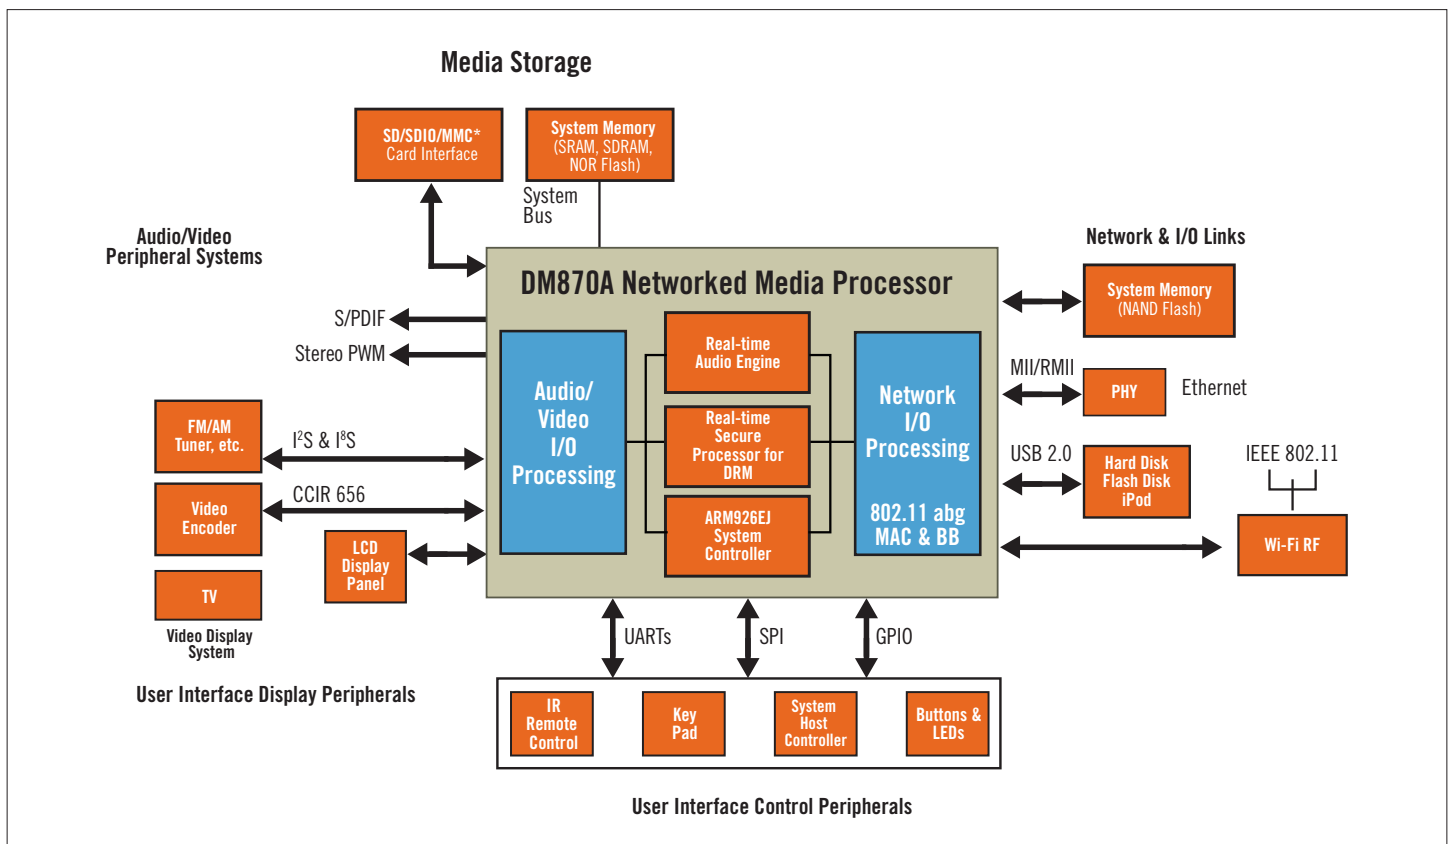 Media Storage
SD/SDIO/MMC*
Card Interface
System Memory
(SRAM, SDRAM,
NOR Flash)
System
Bus
Audio/Video
Peripheral Systems
Network & I/O Links
DM870A Networked Media Processor
System Memory
(NAND Flash)
S/PDIF
Stereo PWM
Real-time
Audio Engine
Audio/
Video
I/O
Processing
Network
I/O
Processing
802.11 abg
MAC & BB
Real-time
Secure
Processor for
DRM
ARM926EJ
System
Controller
MII/RMII
PHY
Ethernet
FM/AM
Tuner, etc.
I²S & I⁸S
USB 2.0
Hard Disk
Flash Disk
iPod
IEEE 802.11
Video
Encoder
CCIR 656
LCD
Display
Panel
Wi-Fi RF
TV
Video Display
System
UARTs
SPI
GPIO
User Interface Display Peripherals
IR
Remote
Control
Key
Pad
System
Host
Controller
Buttons &
LEDs
User Interface Control Peripherals